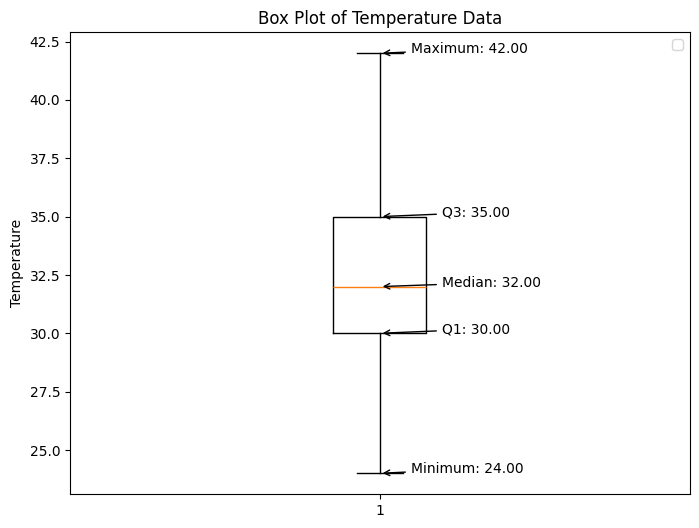 Box Plot of Temperature Data
42.5
40.0
37.5
35.0
32.5
30.0
27.5
25.0
Temperature
Maximum: 42.00
Q3: 35.00
Median: 32.00
Q1: 30.00
Minimum: 24.00
1